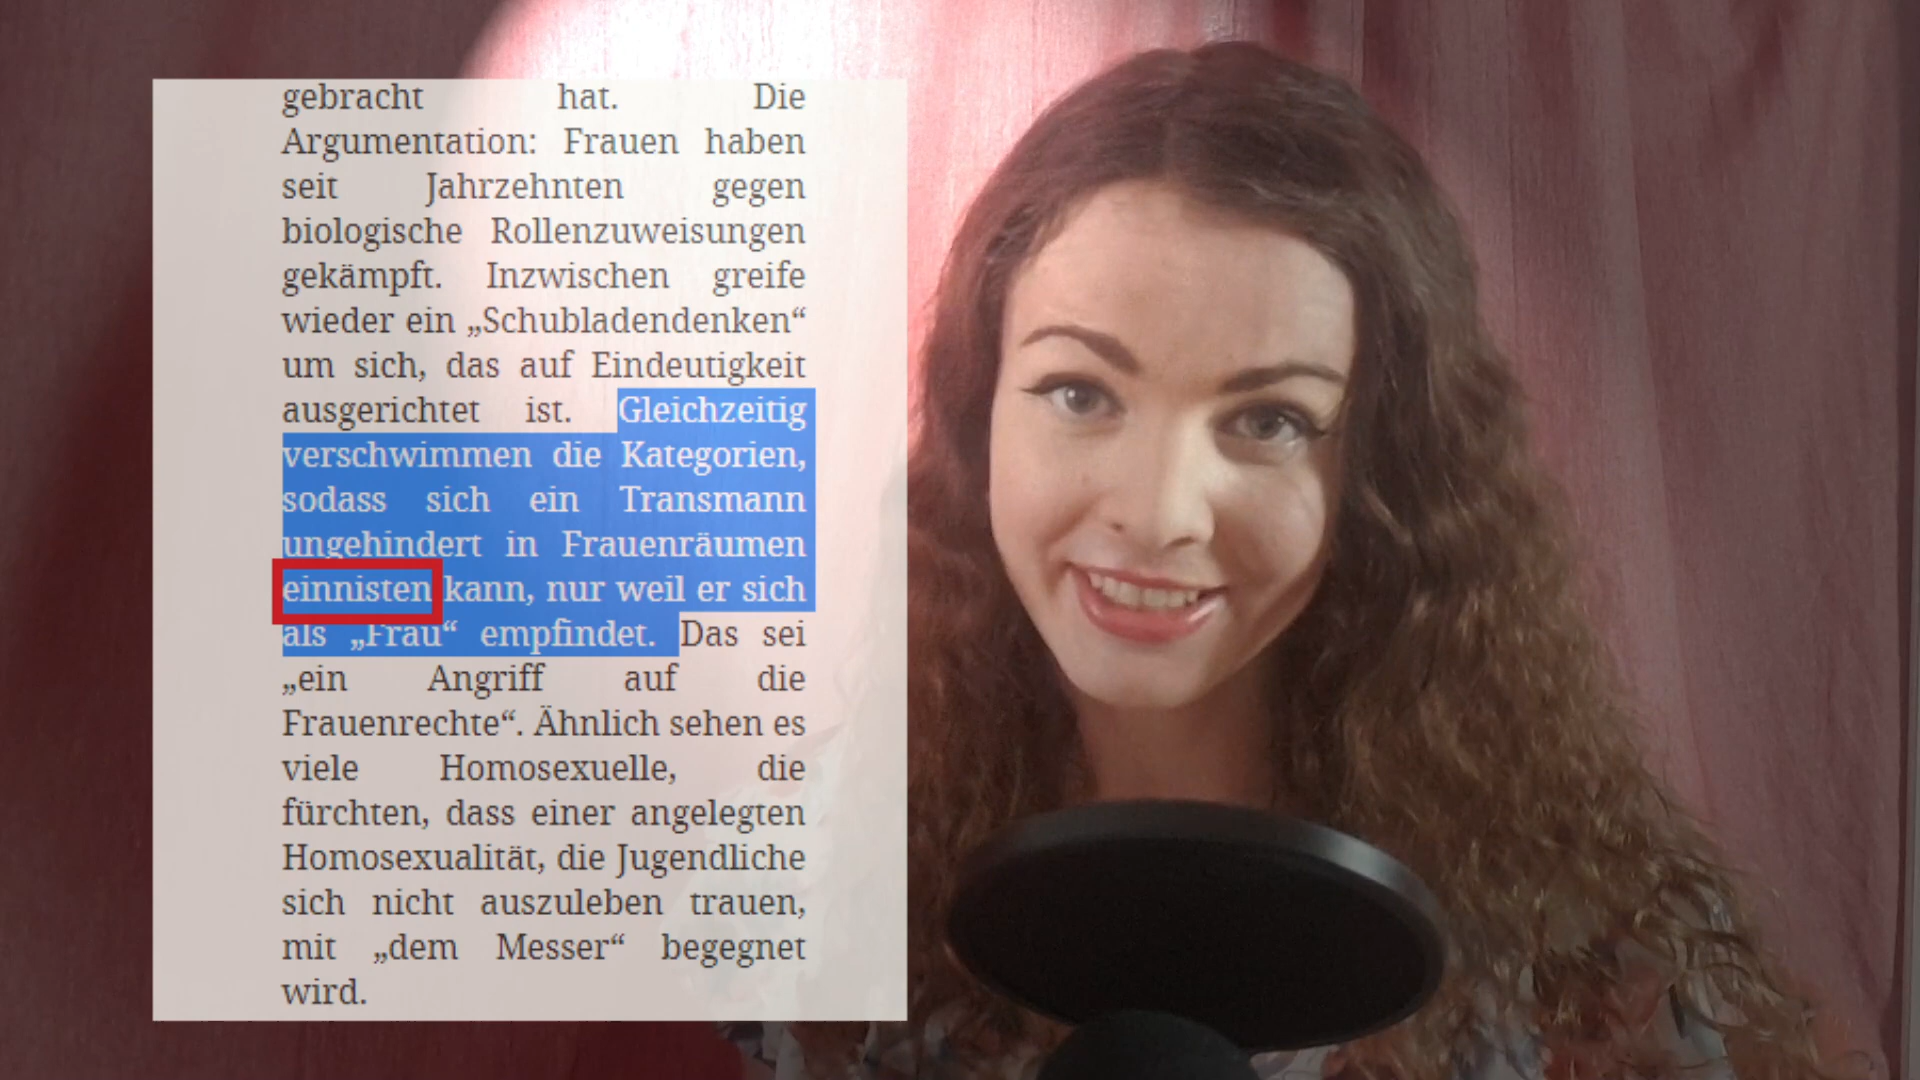 gebracht hat. Die
Argumentation: Frauen haben
seit Jahrzehnten gegen
biologische Rollenzuweisungen
gekämpft. Inzwischen greife
wieder ein „Schubladendenken“
um sich, das auf Eindeutigkeit
ausgerichtet ist. Gleichzeitig
verschwimmen die Kategorien,
sodass sich ein Transmann
ungehindert in Frauenräumen
einnisten kann, nur weil er sich
als „Frau“ empfindet. Das sei
„ein Angriff auf die
Frauenrechte“. Ähnlich sehen es
viele Homosexuelle, die
fürchten, dass einer angelegten
Homosexualität, die Jugendliche
sich nicht auszuleben trauen,
mit „dem Messer“ begegnet
wird.